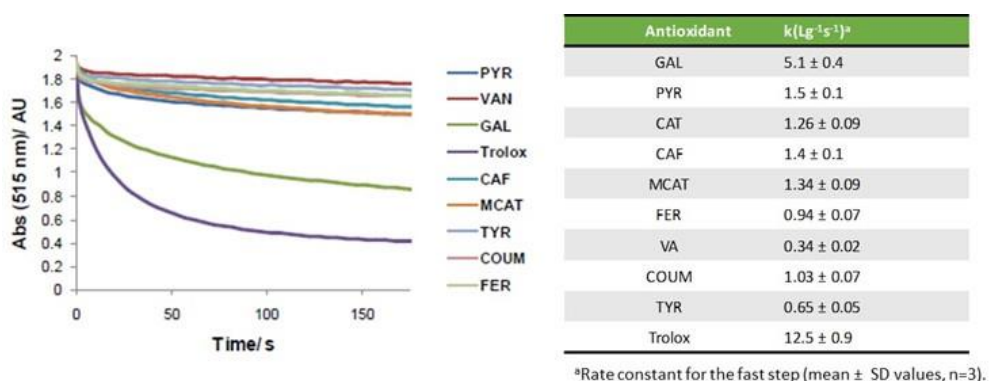 2
1.8
1.6
1.4
1.2
1
0.8
0.6
0.4
0.2
0
0 50 100 150
Abs (515 nm)/ AU
Time/ s
PYR
VAN
GAL
Trolox
CAF
MCAT
TYR
COUM
FER
Antioxidant k(Lg⁻¹s⁻¹)ᵃ
GAL 5.1 ± 0.4
PYR 1.5 ± 0.1
CAT 1.26 ± 0.09
CAF 1.4 ± 0.1
MCAT 1.34 ± 0.09
FER 0.94 ± 0.07
VA 0.34 ± 0.02
COUM 1.03 ± 0.07
TYR 0.65 ± 0.05
Trolox 12.5 ± 0.9
ᵃRate constant for the fast step (mean ± SD values, n=3).